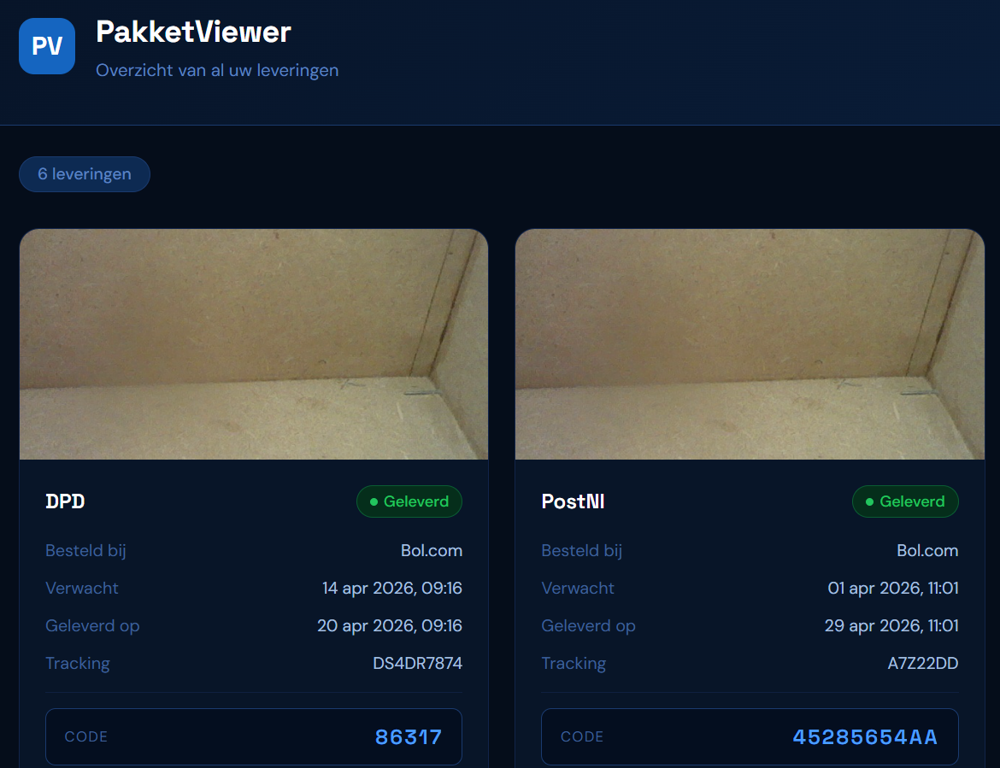 PV
PakketViewer
Overzicht van al uw leveringen
6 leveringen
DPD
Geleverd
Besteld bij Bol.com
Verwacht 14 apr 2026, 09:16
Geleverd op 20 apr 2026, 09:16
Tracking DS4DR7874
CODE 86317
PostNl
Geleverd
Besteld bij Bol.com
Verwacht 01 apr 2026, 11:01
Geleverd op 29 apr 2026, 11:01
Tracking A7Z22DD
CODE 45285654AA